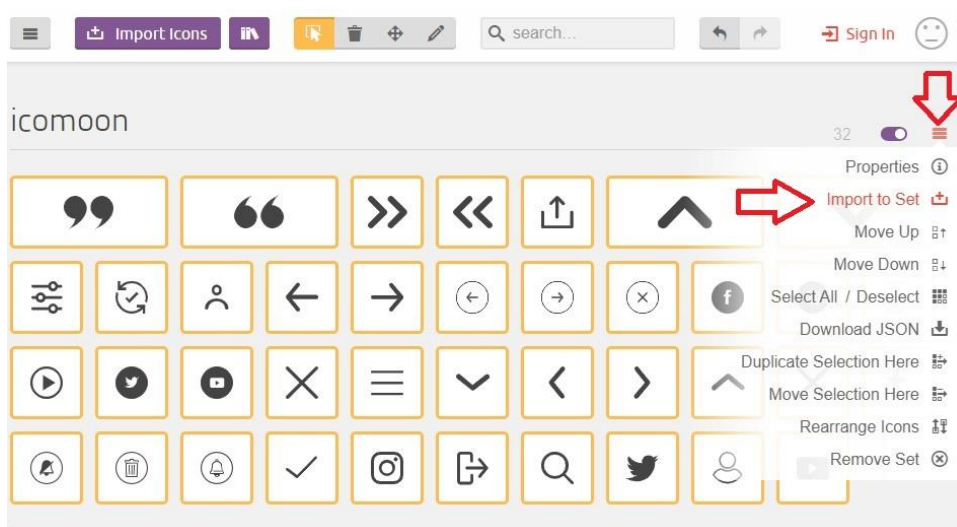 Import Icons
search...
Sign In
icomoon
32
Properties
Import to Set
Move Up
Move Down
Select All / Deselect
Download JSON
Duplicate Selection Here
Move Selection Here
Rearrange Icons
Remove Set